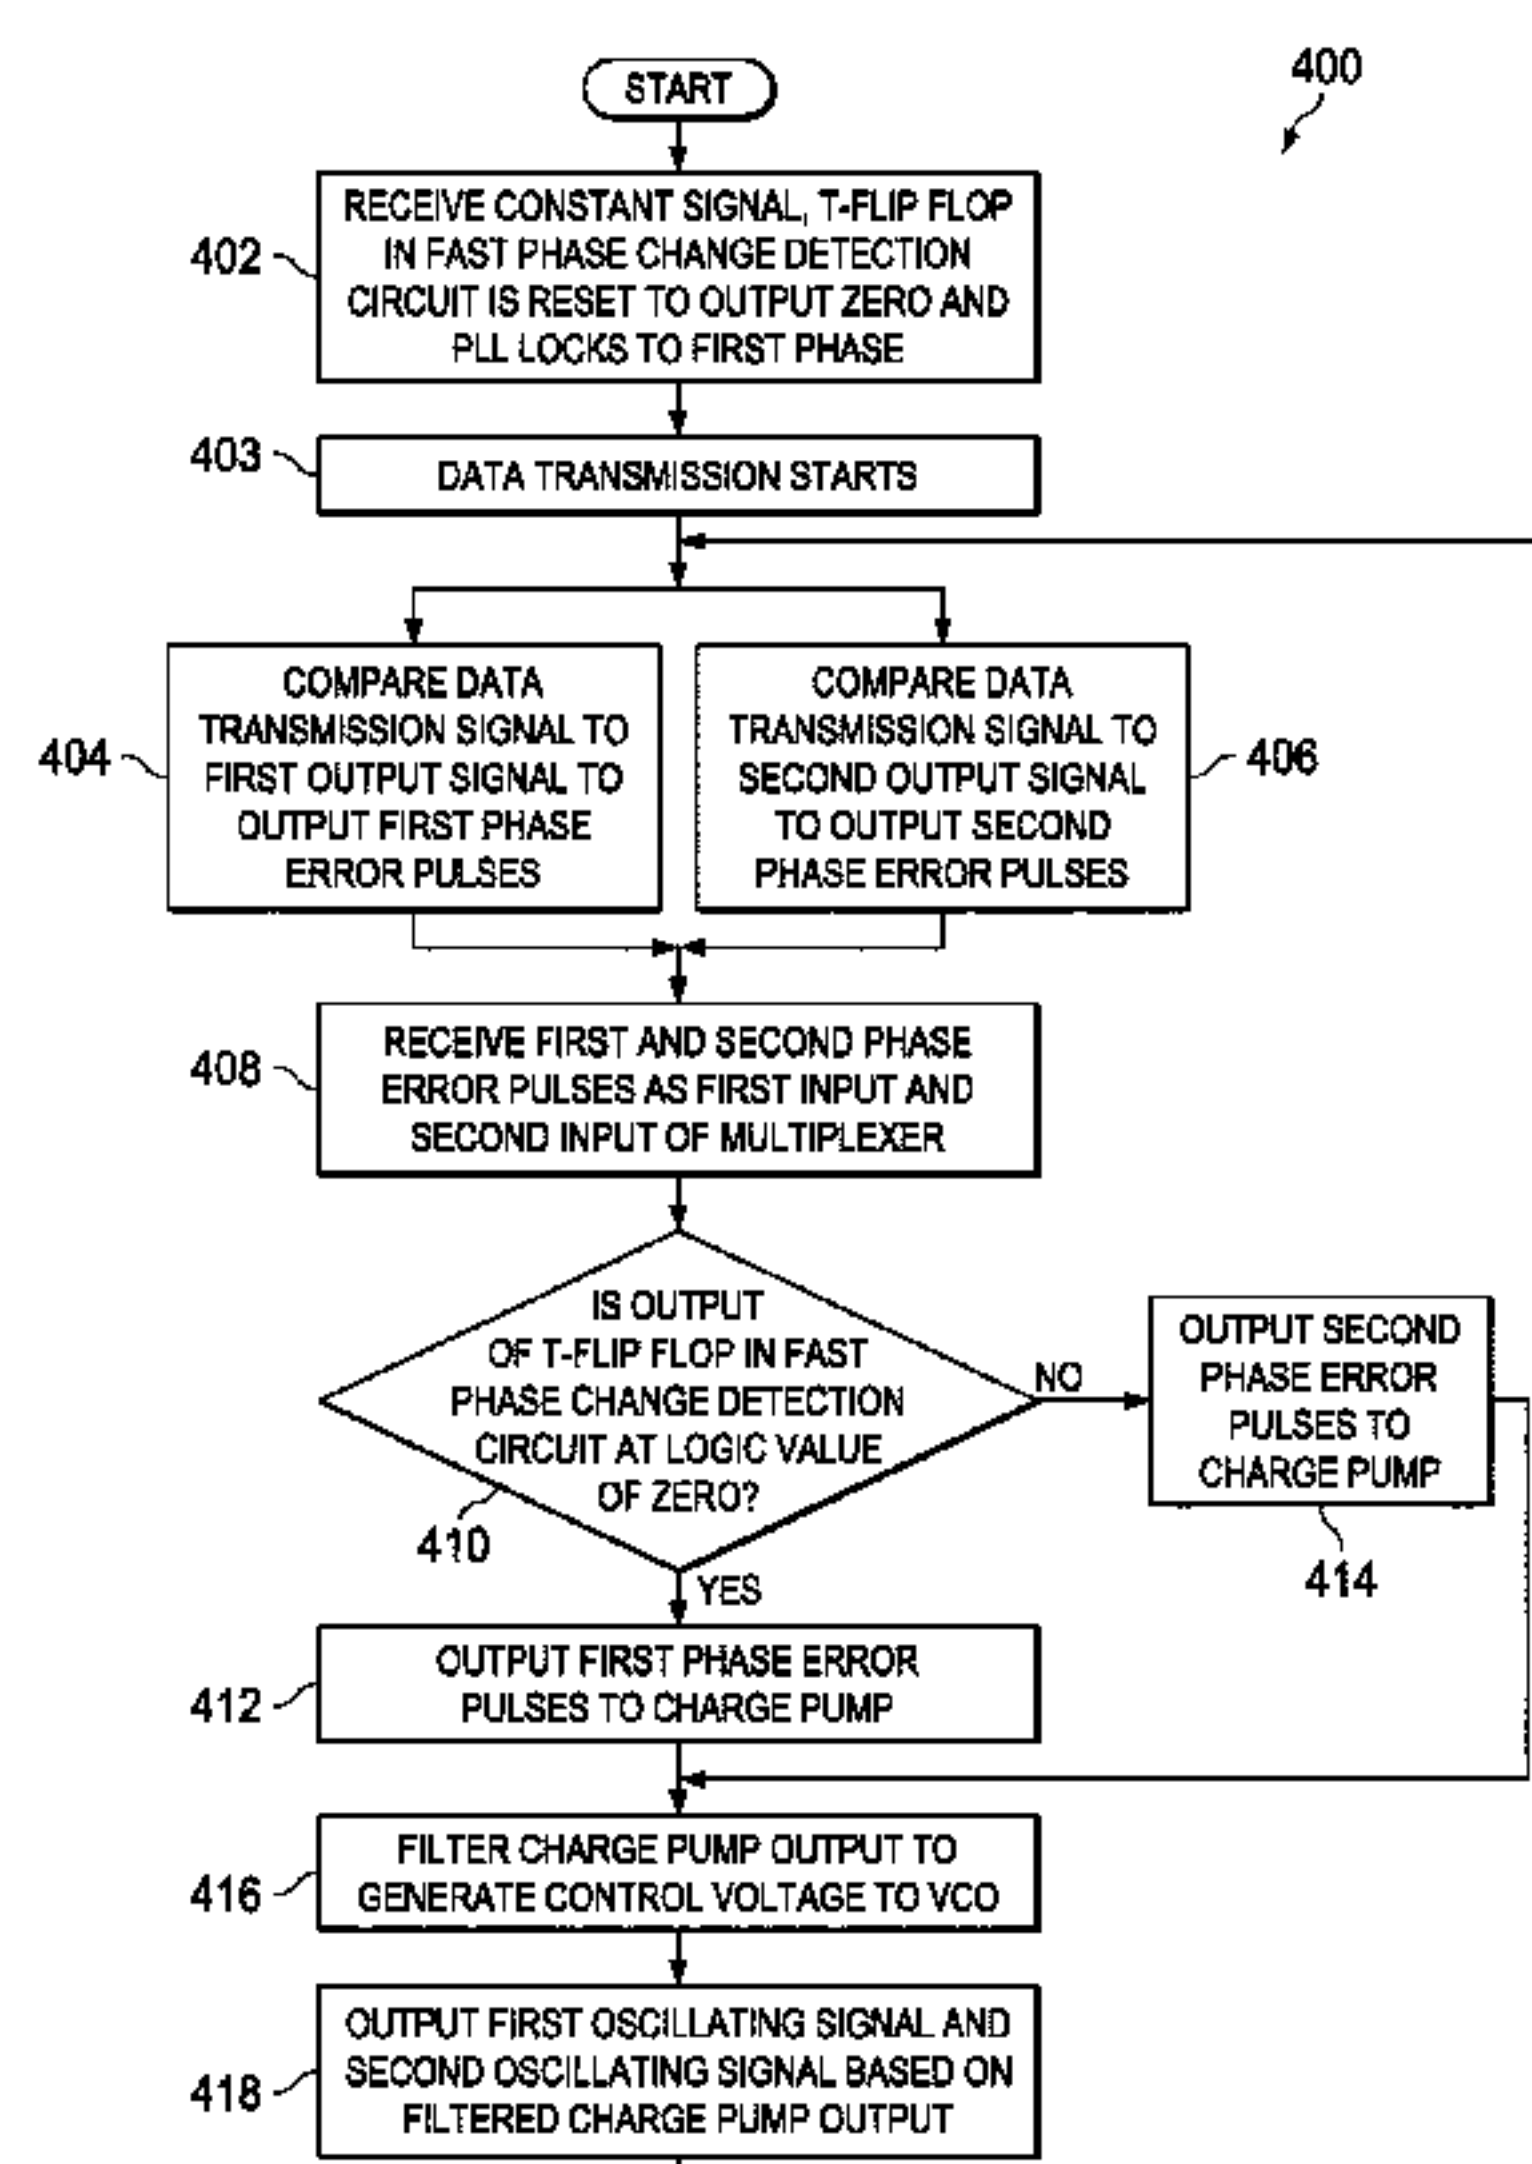 START
400
402
RECEIVE CONSTANT SIGNAL, T-FLIP FLOP
IN FAST PHASE CHANGE DETECTION
CIRCUIT IS RESET TO OUTPUT ZERO AND
PLL LOCKS TO FIRST PHASE
403
DATA TRANSMISSION STARTS
404
COMPARE DATA
TRANSMISSION SIGNAL TO
FIRST OUTPUT SIGNAL TO
OUTPUT FIRST PHASE
ERROR PULSES
COMPARE DATA
TRANSMISSION SIGNAL TO
SECOND OUTPUT SIGNAL
TO OUTPUT SECOND
PHASE ERROR PULSES
406
408
RECEIVE FIRST AND SECOND PHASE
ERROR PULSES AS FIRST INPUT AND
SECOND INPUT OF MULTIPLEXER
IS OUTPUT
OF T-FLIP FLOP IN FAST
PHASE CHANGE DETECTION
CIRCUIT AT LOGIC VALUE
OF ZERO?
410
NO
OUTPUT SECOND
PHASE ERROR
PULSES TO
CHARGE PUMP
414
YES
412
OUTPUT FIRST PHASE ERROR
PULSES TO CHARGE PUMP
416
FILTER CHARGE PUMP OUTPUT TO
GENERATE CONTROL VOLTAGE TO VCO
418
OUTPUT FIRST OSCILLATING SIGNAL AND
SECOND OSCILLATING SIGNAL BASED ON
FILTERED CHARGE PUMP OUTPUT